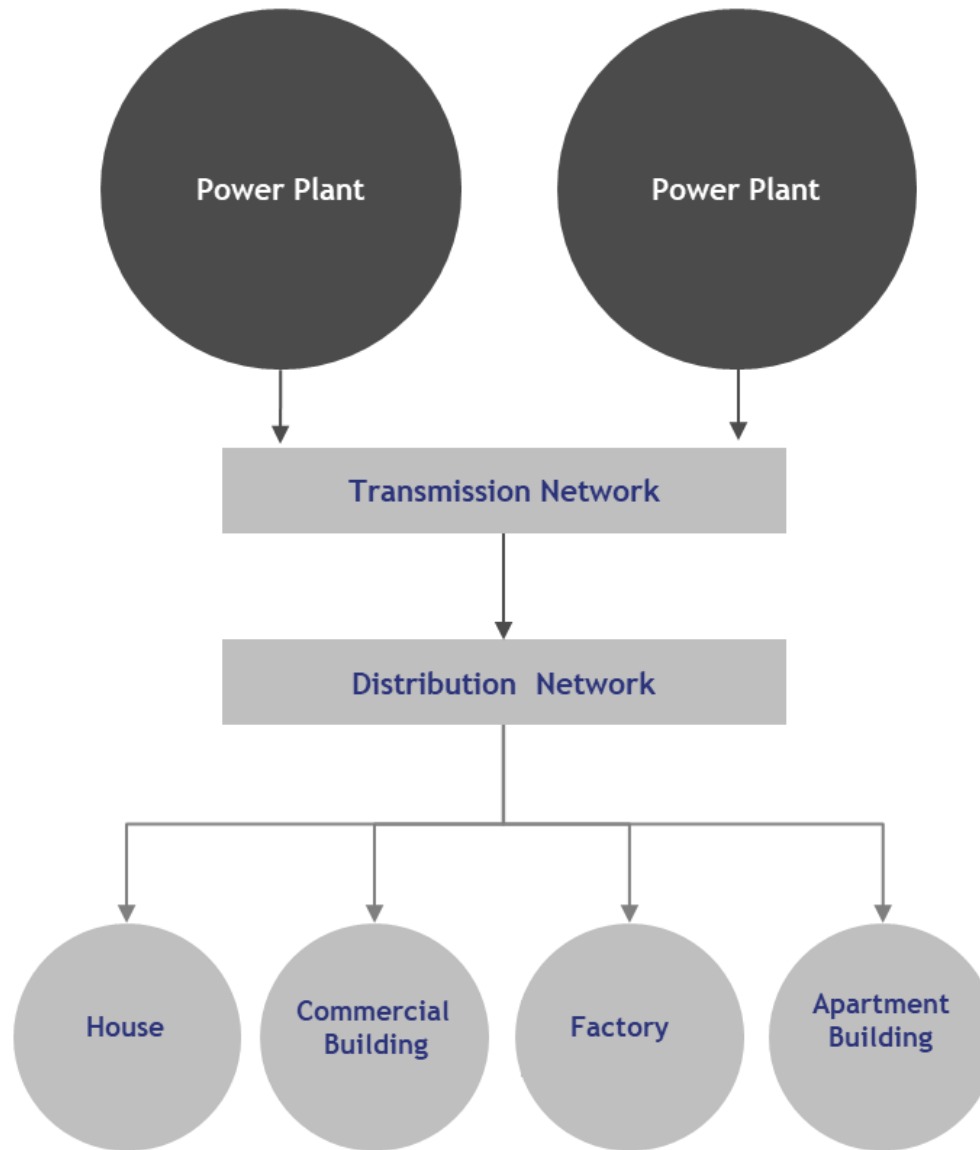 Power Plant
Power Plant
Transmission Network
Distribution  Network
House
Commercial
Building
Factory
Apartment
Building